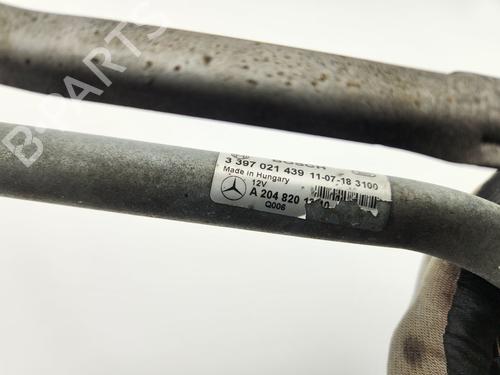 B-PARTS
BOSCH
3 397 021 439 11-07-18 3100
Made in Hungary
12V
A 204 820
Q006